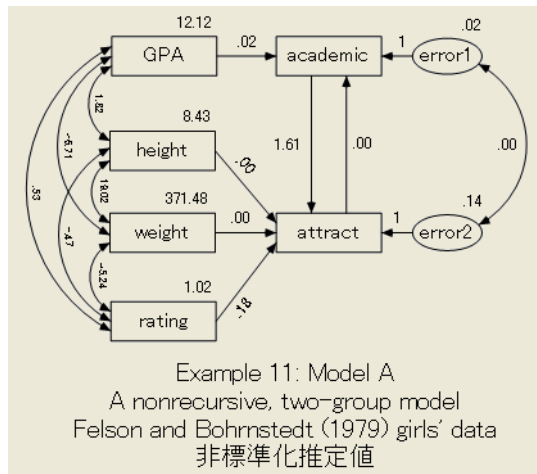 12.12
GPA
.02
academic
1
error1
.02
1.82
-6.71
.53
8.43
height
.00
1.61
.00
.00
19.02
-.47
371.48
weight
.00
attract
1
error2
.14
-5.24
1.02
rating
.18
Example 11: Model A
A nonrecursive, two-group model
Felson and Bohrnstedt (1979) girls' data
非標準化推定値